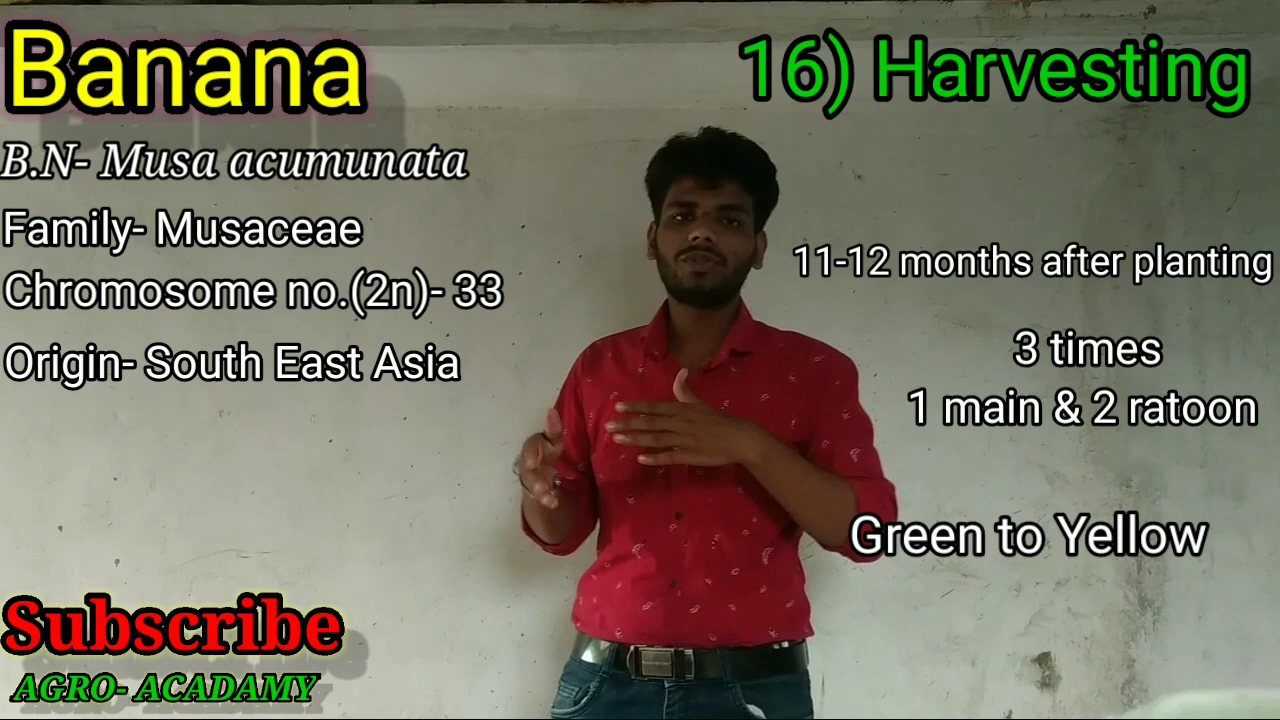 Banana
B.N- Musa acumunata
Family- Musaceae
Chromosome no.(2n)- 33
Origin- South East Asia
16) Harvesting
11-12 months after planting
3 times
1 main & 2 ratoon
Green to Yellow
Subscribe
AGRO- ACADAMY